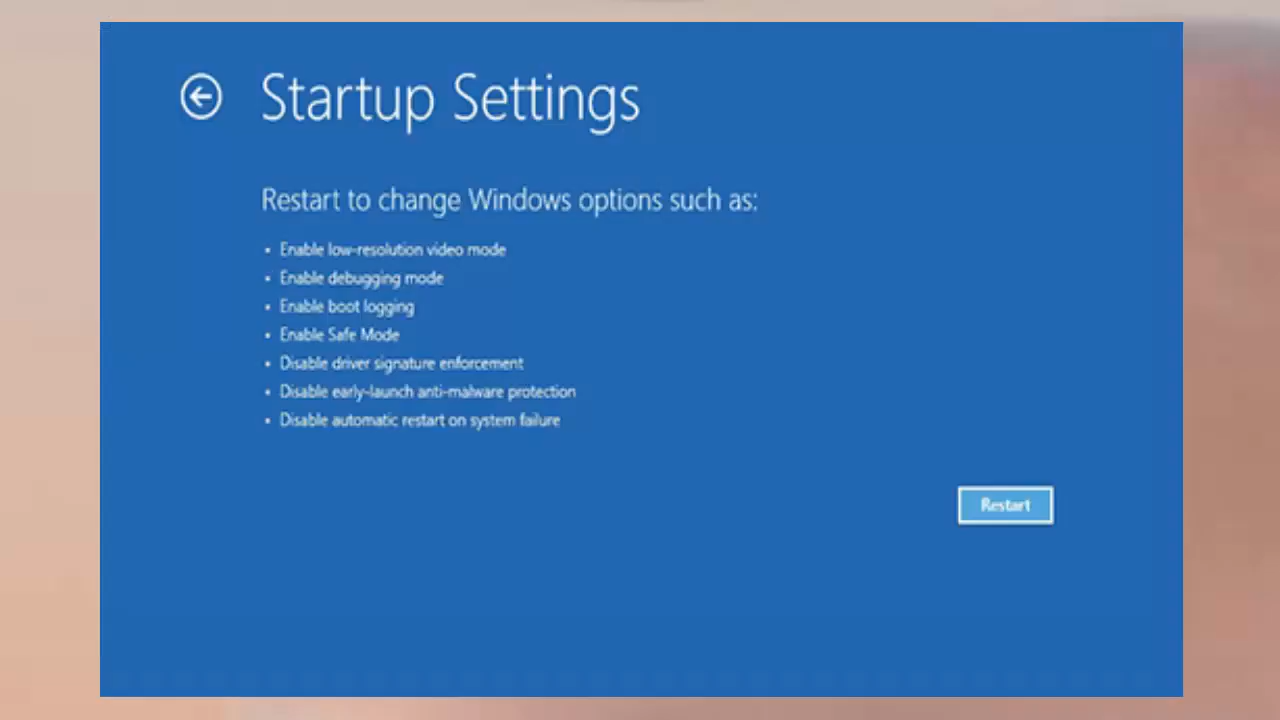 Startup Settings
Restart to change Windows options such as:
• Enable low-resolution video mode
• Enable debugging mode
• Enable boot logging
• Enable Safe Mode
• Disable driver signature enforcement
• Disable early-launch anti-malware protection
• Disable automatic restart on system failure
Restart